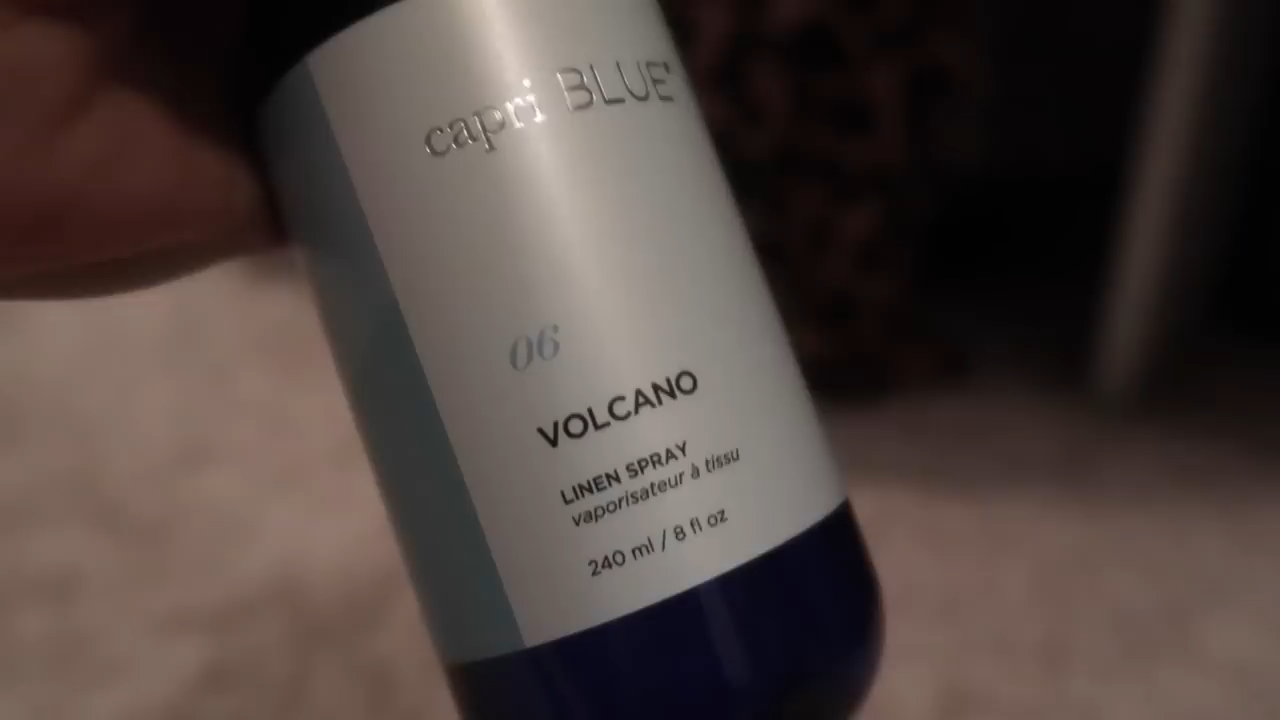 capri BLUE
06
VOLCANO
LINEN SPRAY
vaporisateur à tissu
240 ml / 8 fl oz